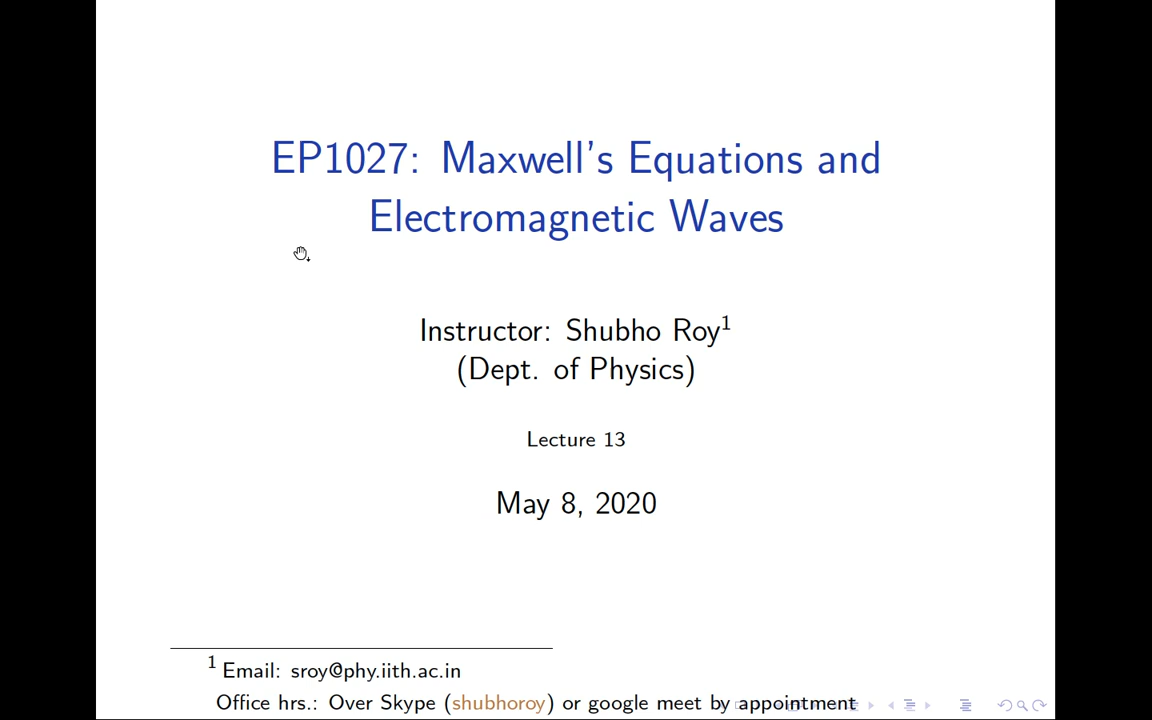 EP1027: Maxwell's Equations and
Electromagnetic Waves
Instructor: Shubho Roy¹
(Dept. of Physics)
Lecture 13
May 8, 2020
¹ Email: sroy@phy.iith.ac.in
Office hrs.: Over Skype (shubhoroy) or google meet by appointment